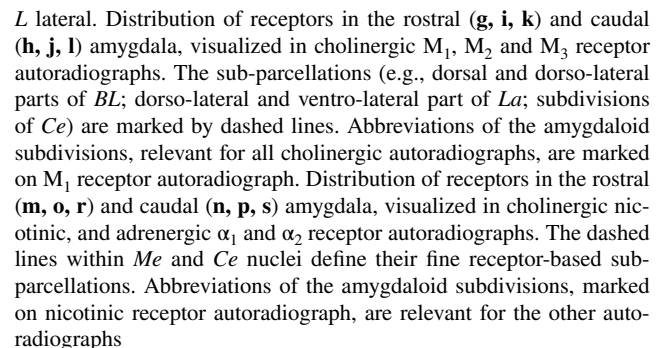 L lateral. Distribution of receptors in the rostral (g, i, k) and caudal
(h, j, l) amygdala, visualized in cholinergic M1, M2 and M3 receptor
autoradiographs. The sub-parcellations (e.g., dorsal and dorso-lateral
parts of BL; dorso-lateral and ventro-lateral part of La; subdivisions
of Ce) are marked by dashed lines. Abbreviations of the amygdaloid
subdivisions, relevant for all cholinergic autoradiographs, are marked
on M1 receptor autoradiograph. Distribution of receptors in the rostral
(m, o, r) and caudal (n, p, s) amygdala, visualized in cholinergic nic-
otinic, and adrenergic α1 and α2 receptor autoradiographs. The dashed
lines within Me and Ce nuclei define their fine receptor-based sub-
parcellations. Abbreviations of the amygdaloid subdivisions, marked
on nicotinic receptor autoradiograph, are relevant for the other auto-
radiographs